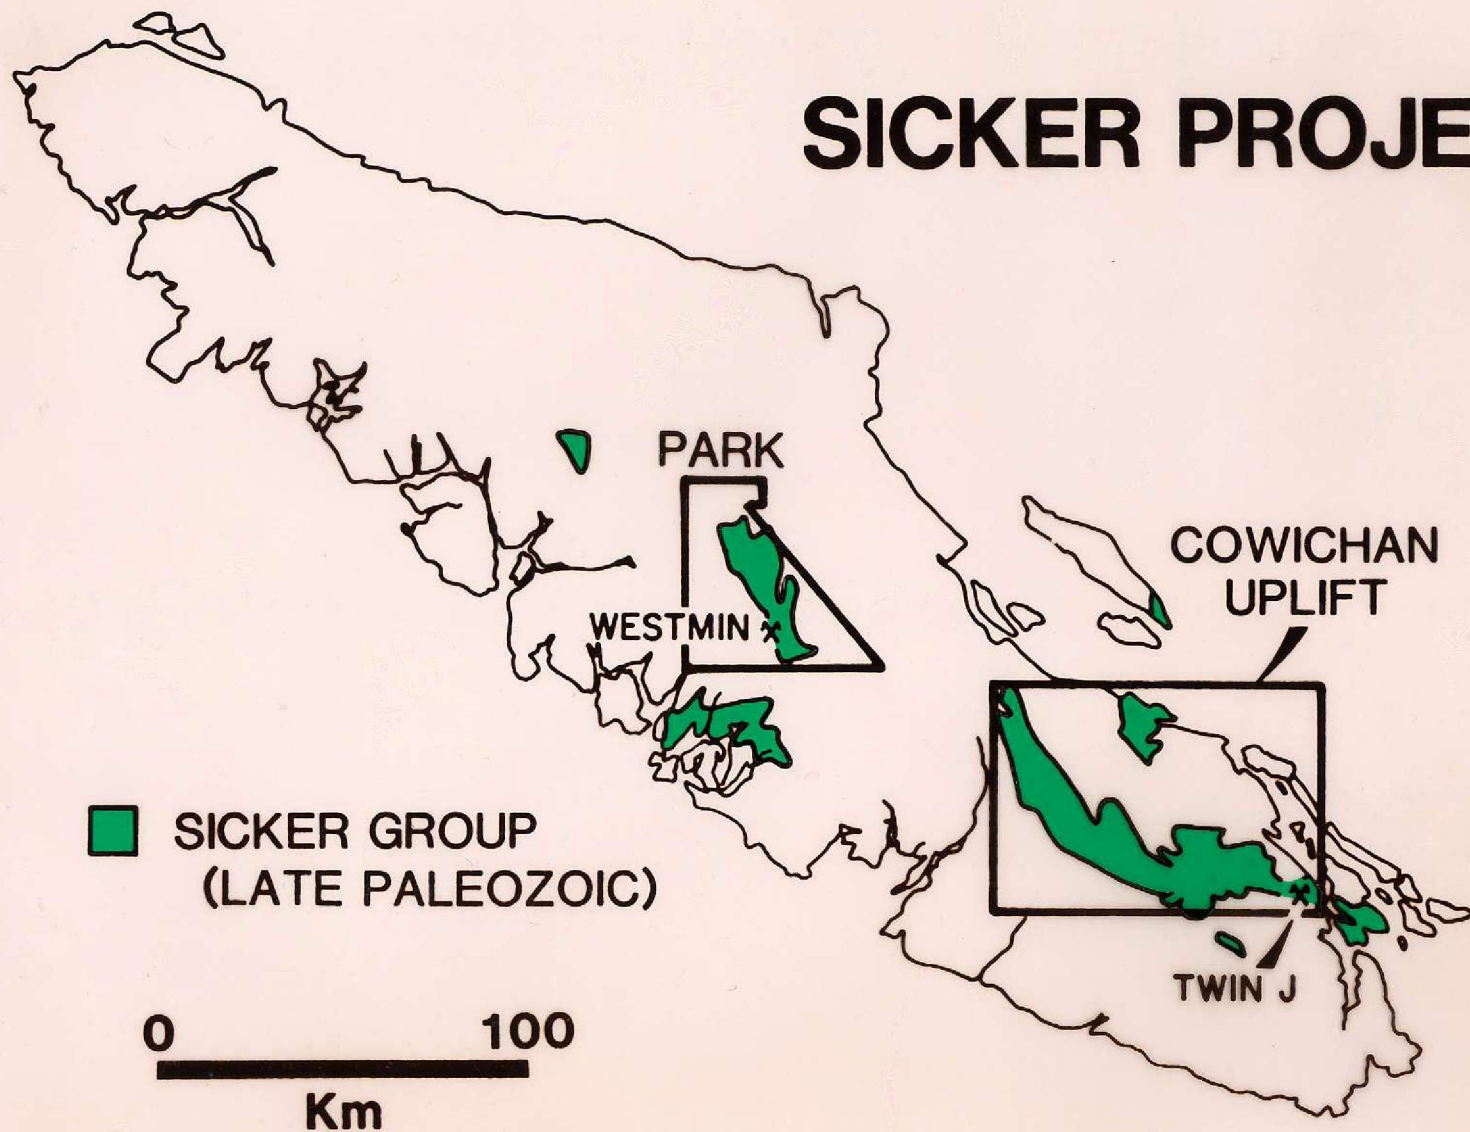 SICKER PROJE
PARK
COWICHAN
UPLIFT
WESTMIN
SICKER GROUP
(LATE PALEOZOIC)
TWIN J
0 100
Km